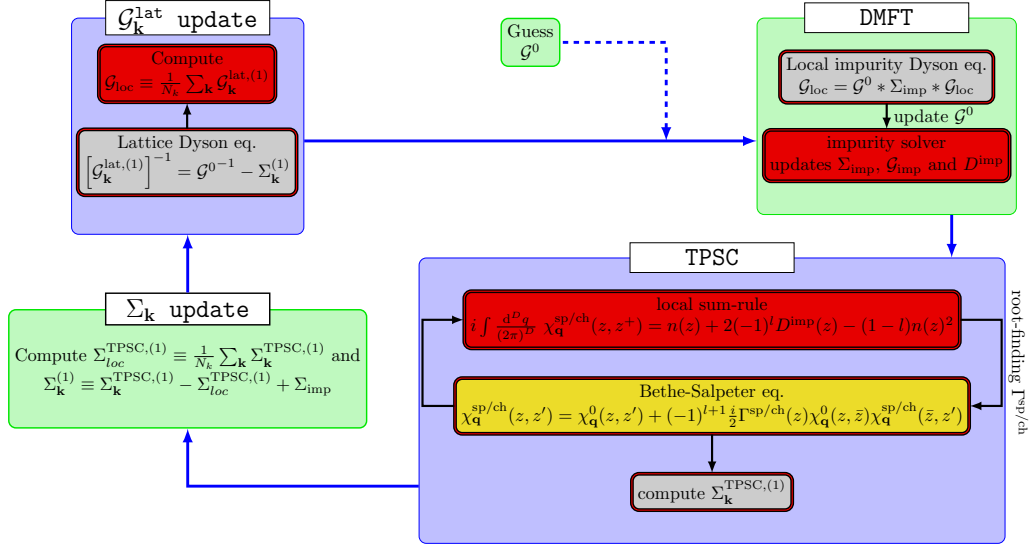 𝒢_𝐤^lat update
Compute
𝒢_loc ≡ 1/N_k ∑_𝐤 𝒢_𝐤^{lat,(1)}
Lattice Dyson eq.
[𝒢_𝐤^{lat,(1)}]^{-1} = 𝒢^{0^{-1}} − Σ_𝐤^{(1)}
Guess
𝒢^0
DMFT
Local impurity Dyson eq.
𝒢_loc = 𝒢^0 ∗ Σ_imp ∗ 𝒢_loc
update 𝒢^0
impurity solver
updates Σ_imp, 𝒢_imp and D^imp
TPSC
local sum-rule
i ∫ d^D q/(2π)^D χ_𝐪^{sp/ch}(z, z^+) = n(z) + 2(−1)^l D^imp(z) − (1 − l)n(z)^2
Bethe-Salpeter eq.
χ_𝐪^{sp/ch}(z, z′) = χ_𝐪^0(z, z′) + (−1)^{l+1} i/2 Γ^{sp/ch}(z)χ_𝐪^0(z, z̄)χ_𝐪^{sp/ch}(z̄, z′)
compute Σ_𝐤^{TPSC,(1)}
root-finding Γ^{sp/ch}
Σ_𝐤 update
Compute Σ_{loc}^{TPSC,(1)} ≡ 1/N_k ∑_𝐤 Σ_𝐤^{TPSC,(1)} and
Σ_𝐤^{(1)} ≡ Σ_𝐤^{TPSC,(1)} − Σ_{loc}^{TPSC,(1)} + Σ_imp